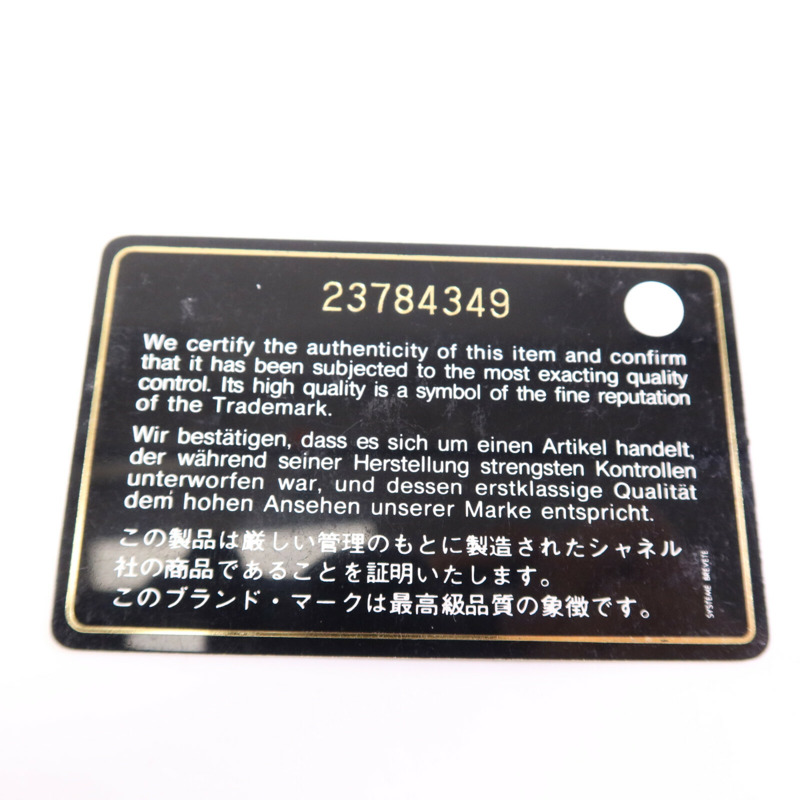 23784349
We certify the authenticity of this item and confirm
that it has been subjected to the most exacting quality
control. Its high quality is a symbol of the fine reputation
of the Trademark.
Wir bestätigen, dass es sich um einen Artikel handelt,
der während seiner Herstellung strengsten Kontrollen
unterworfen war, und dessen erstklassige Qualität
dem hohen Ansehen unserer Marke entspricht.
この製品は厳しい管理のもとに製造されたシャネル
社の商品であることを証明いたします。
このブランド・マークは最高級品質の象徴です。
SYSTEME BREVETE